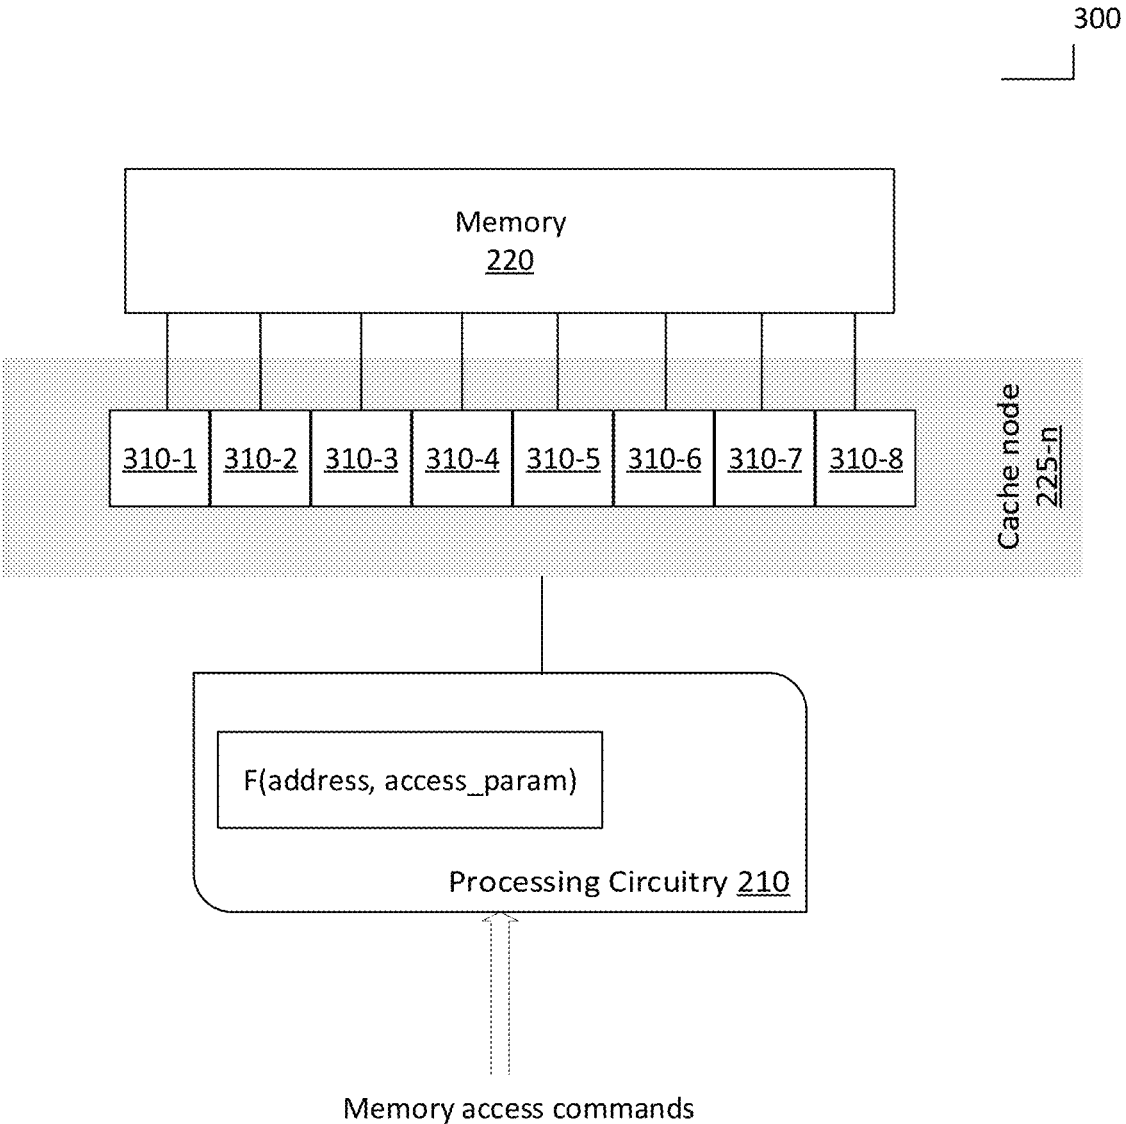 300
Memory
220
310-1 310-2 310-3 310-4 310-5 310-6 310-7 310-8
Cache node
225-n
F(address, access_param)
Processing Circuitry 210
Memory access commands